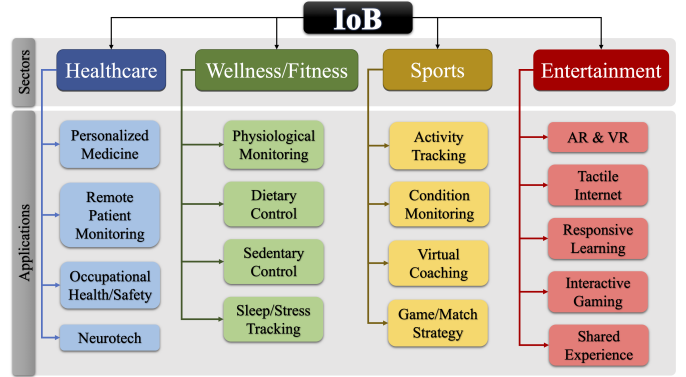 IoB
Sectors
Healthcare
Wellness/Fitness
Sports
Entertainment
Applications
Personalized
Medicine
Remote
Patient
Monitoring
Occupational
Health/Safety
Neurotech
Physiological
Monitoring
Dietary
Control
Sedentary
Control
Sleep/Stress
Tracking
Activity
Tracking
Condition
Monitoring
Virtual
Coaching
Game/Match
Strategy
AR & VR
Tactile
Internet
Responsive
Learning
Interactive
Gaming
Shared
Experience